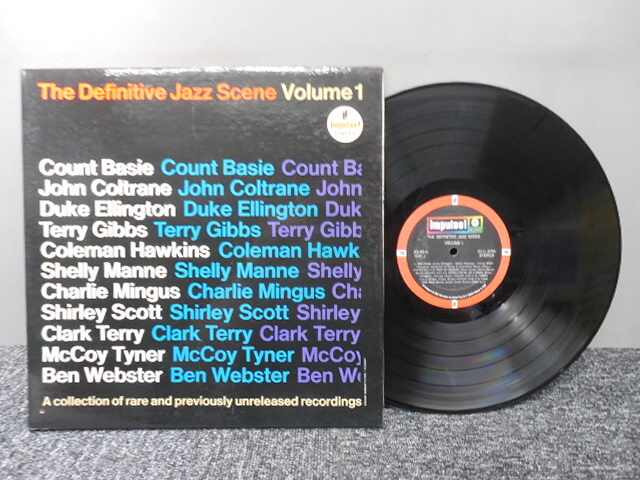 The Definitive Jazz Scene Volume 1
Impulse!
Count Basie Count Basie Count Ba
John Coltrane John Coltrane John
Duke Ellington Duke Ellington Duk
Terry Gibbs Terry Gibbs Terry Gibb
Coleman Hawkins Coleman Hawk
Shelly Manne Shelly Manne Shelly
Charlie Mingus Charlie Mingus Cha
Shirley Scott Shirley Scott Shirley
Clark Terry Clark Terry Clark Terry
McCoy Tyner McCoy Tyner McCoy
Ben Webster Ben Webster Ben We
A collection of rare and previously unreleased recordings
impulse!
THE DEFINITIVE JAZZ SCENE
VOLUME 1
STEREO